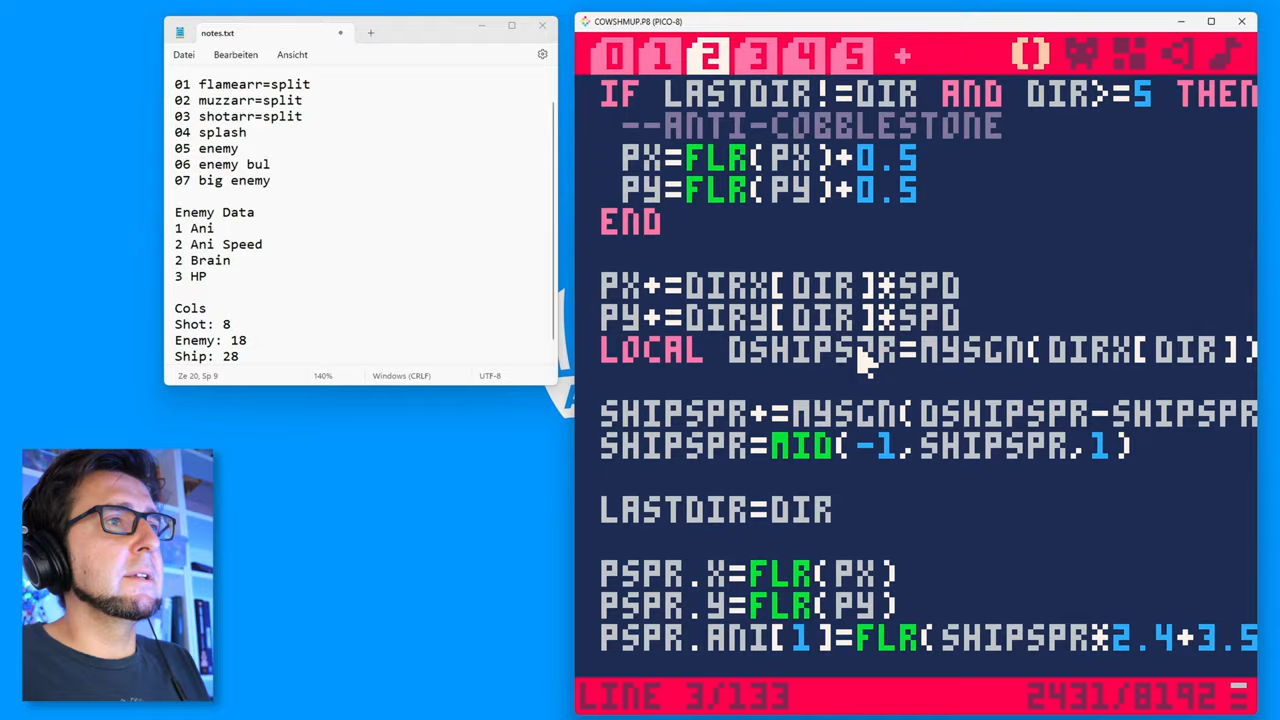 notes.txt
Datei Bearbeiten Ansicht
01 flamearr=split
02 muzzarr=split
03 shotarr=split
04 splash
05 enemy
06 enemy bul
07 big enemy
Enemy Data
1 Ani
2 Ani Speed
2 Brain
3 HP
Cols
Shot: 8
Enemy: 18
Ship: 28
Ze 20, Sp 9 140% Windows (CRLF) UTF-8
COWSHMUP.P8 (PICO-8)
0 1 2 3 4 5 +
IF LASTDIR!=DIR AND DIR>=5 THEN
--ANTI-COBBLESTONE
PX=FLR(PX)+0.5
PY=FLR(PY)+0.5
END
PX+=DIRX[DIR]*SPD
PY+=DIRY[DIR]*SPD
LOCAL DSHIPSPR=MYSGN(DIRX[DIR])
SHIPSPR+=MYSGN(DSHIPSPR-SHIPSPR
SHIPSPR=MID(-1,SHIPSPR,1)
LASTDIR=DIR
PSPR.X=FLR(PX)
PSPR.Y=FLR(PY)
PSPR.ANI[1]=FLR(SHIPSPR*2.4+3.5
LINE 3/133 2431/8192